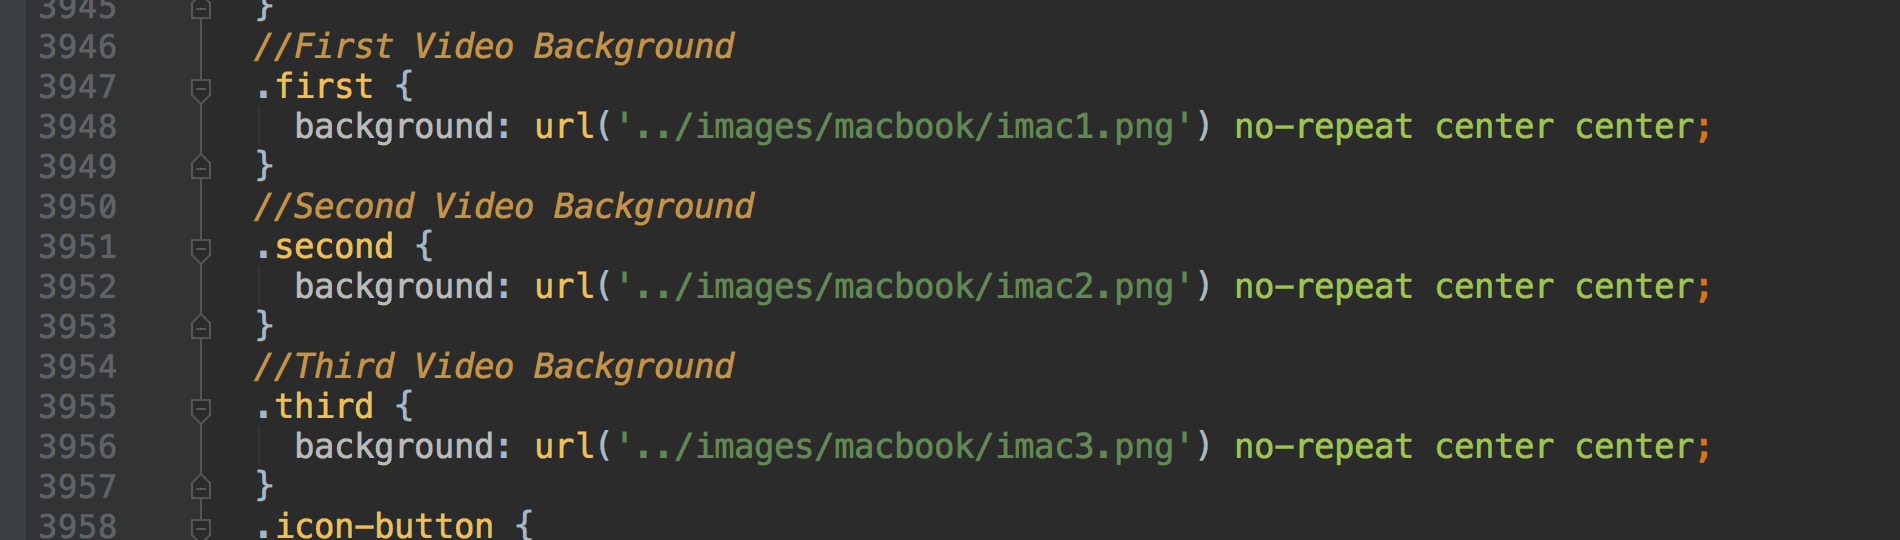 3945 }
3946 //First Video Background
3947 .first {
3948 background: url('../images/macbook/imac1.png') no-repeat center center;
3949 }
3950 //Second Video Background
3951 .second {
3952 background: url('../images/macbook/imac2.png') no-repeat center center;
3953 }
3954 //Third Video Background
3955 .third {
3956 background: url('../images/macbook/imac3.png') no-repeat center center;
3957 }
3958 .icon-button {